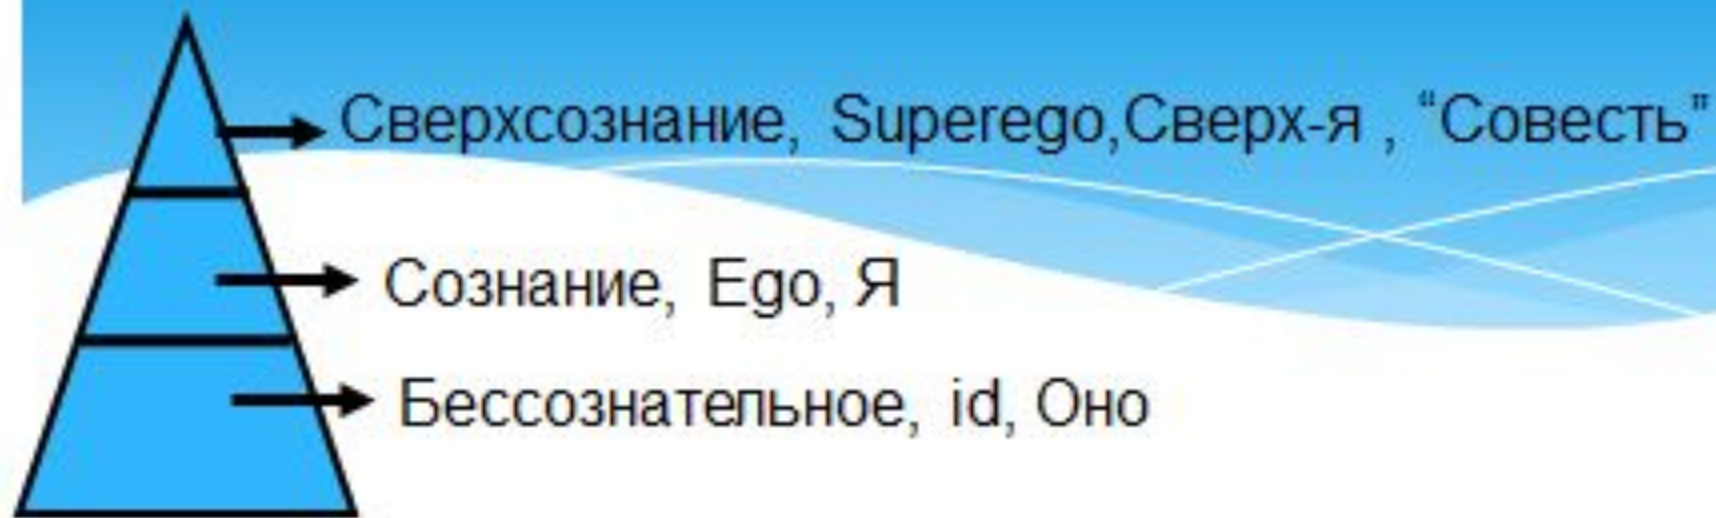 Сверхсознание, Superego,Сверх-я , “Совесть”
Сознание, Ego, Я
Бессознательное, id, Оно